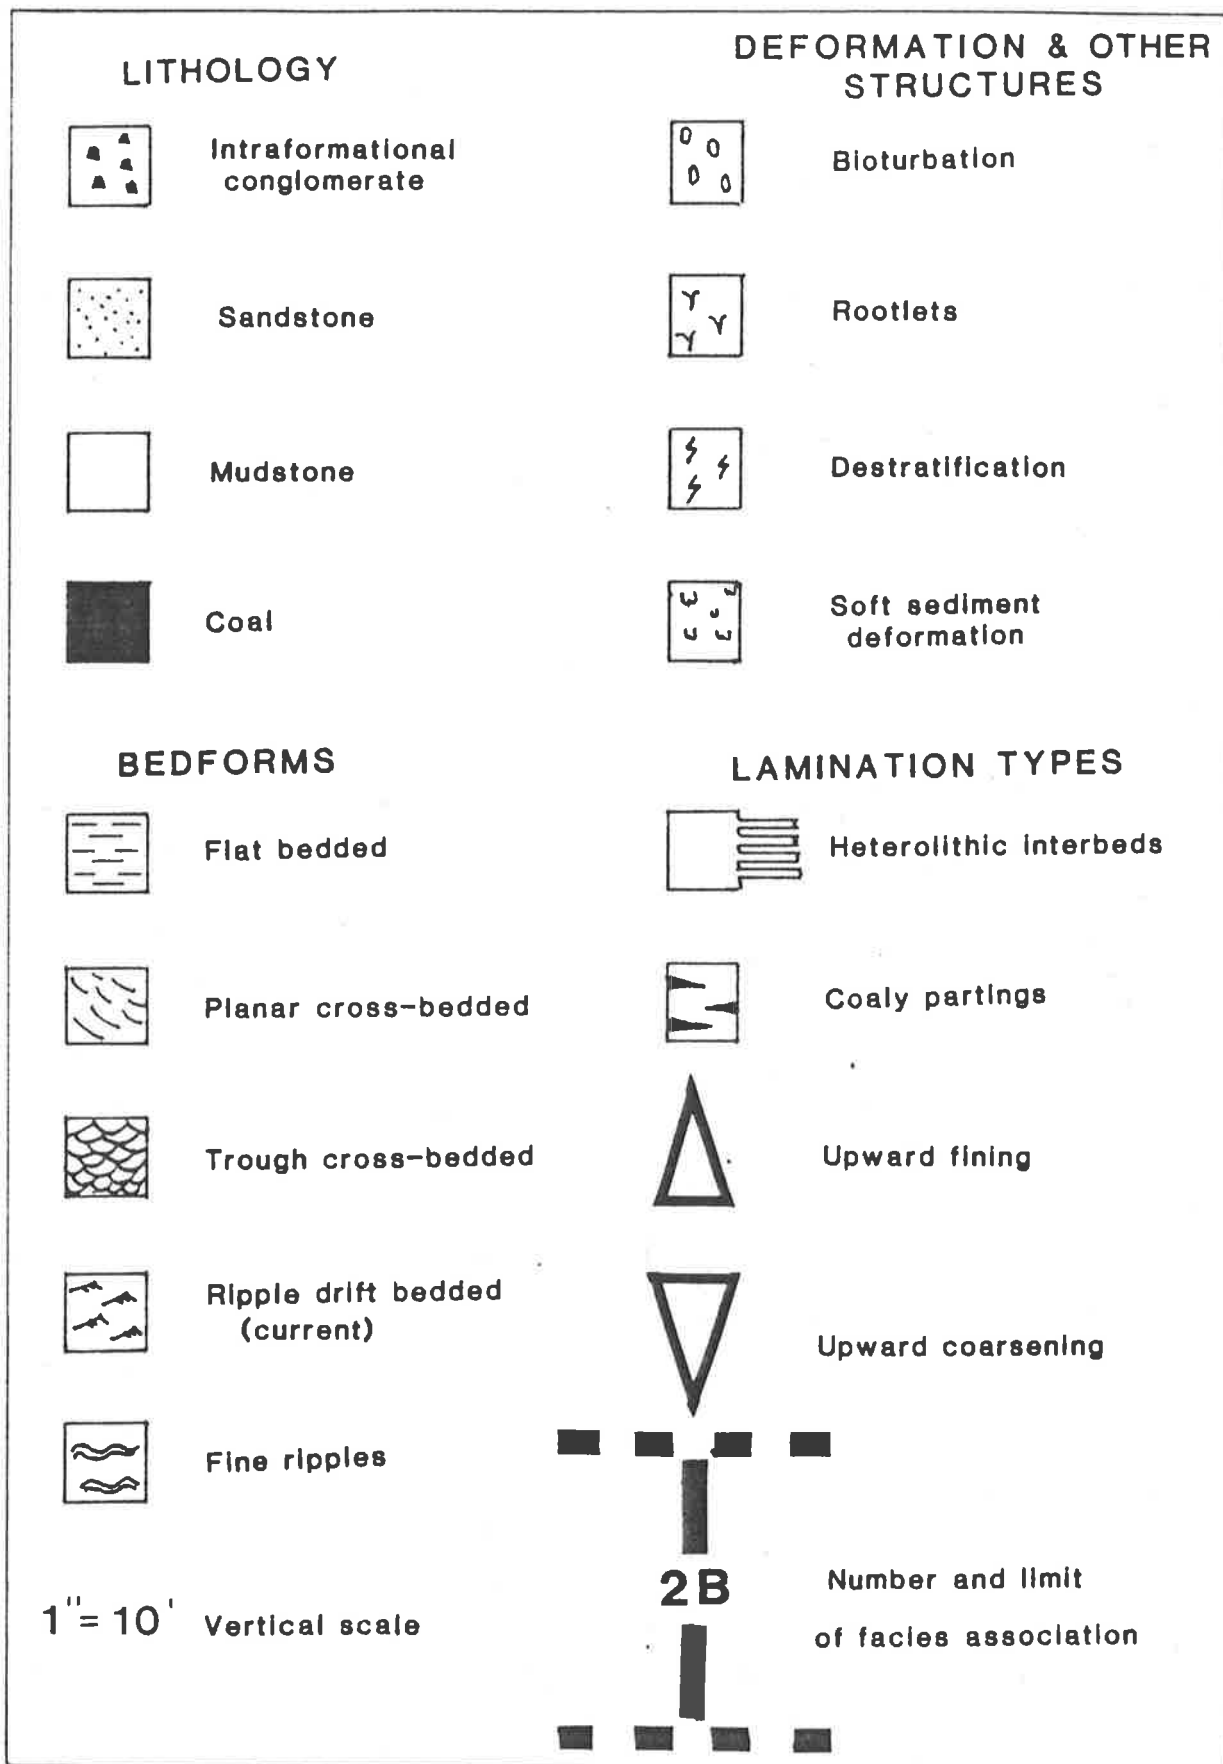 LITHOLOGY
Intraformational
conglomerate
Sandstone
Mudstone
Coal
DEFORMATION & OTHER
STRUCTURES
Bioturbation
Rootlets
Destratification
Soft sediment
deformation
BEDFORMS
Flat bedded
Planar cross-bedded
Trough cross-bedded
Ripple drift bedded
(current)
Fine ripples
1"= 10' Vertical scale
LAMINATION TYPES
Heterolithic interbeds
Coaly partings
Upward fining
Upward coarsening
2B
Number and limit
of facies association